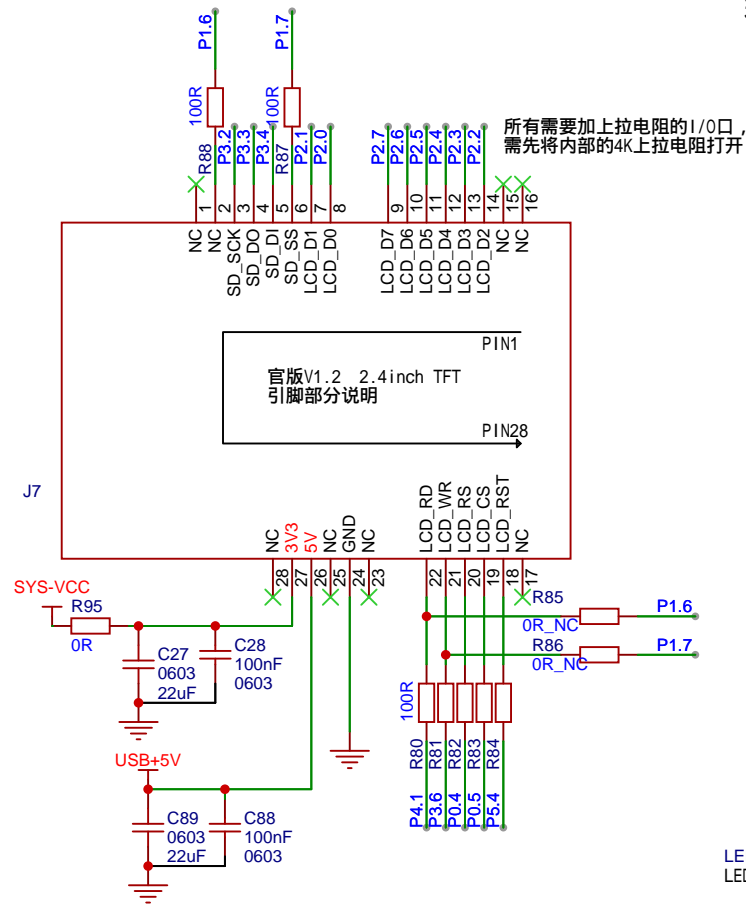 P1.6
P1.7
100R
100R
R88
P3.2
P3.3
P3.4
R87
P2.1
P2.0
P2.7
P2.6
P2.5
P2.4
P2.3
P2.2
所有需要加上拉电阻的I/O口，
需先将内部的4K上拉电阻打开
1
2
3
4
5
6
7
8
9
10
11
12
13
14
15
16
NC
NC
SD_SCK
SD_DO
SD_DI
SD_SS
LCD_D1
LCD_D0
LCD_D7
LCD_D6
LCD_D5
LCD_D4
LCD_D3
LCD_D2
NC
NC
PIN1
官版V1.2 2.4inch TFT
引脚部分说明
PIN28
J7
NC
3V3
5V
NC
GND
NC
LCD_RD
LCD_WR
LCD_RS
LCD_CS
LCD_RST
NC
28
27
26
25
24
23
22
21
20
19
18
17
SYS-VCC
R95
0R
C27
0603
22uF
C28
100nF
0603
R85
0R_NC
P1.6
R86
0R_NC
P1.7
100R
R80
R81
R82
R83
R84
P4.1
P3.6
P0.4
P0.5
P5.4
USB+5V
C89
0603
22uF
C88
100nF
0603
LE
LED